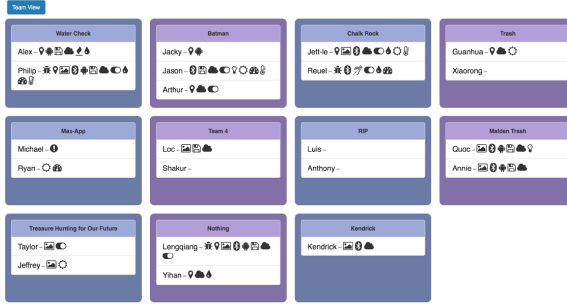 Team View
Water Check
Alex –
Philip –
Batman
Jacky –
Jason –
Arthur –
Chalk Rock
Jett-le –
Reuel –
Trash
Guanhua –
Xiaorong –
Max-App
Michael –
Ryan –
Team 4
Loc –
Shakur –
RIP
Luis –
Anthony –
Maiden Trash
Quoc –
Annie –
Treasure Hunting for Our Future
Taylor –
Jeffrey –
Nothing
Lengqiang –
Yihan –
Kendrick
Kendrick –